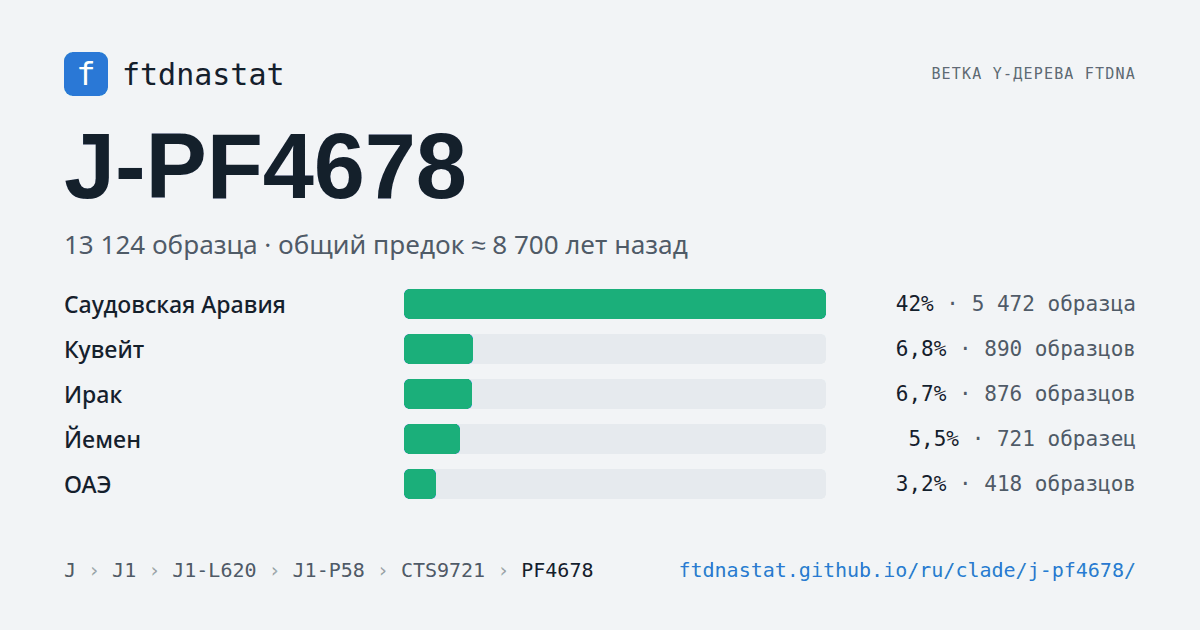 f ftdnastat
ВЕТКА Y-ДЕРЕВА FTDNA
J-PF4678
13 124 образца · общий предок ≈ 8 700 лет назад
Саудовская Аравия 42% · 5 472 образца
Кувейт 6,8% · 890 образцов
Ирак 6,7% · 876 образцов
Йемен 5,5% · 721 образец
ОАЭ 3,2% · 418 образцов
J › J1 › J1-L620 › J1-P58 › CTS9721 › PF4678
ftdnastat.github.io/ru/clade/j-pf4678/